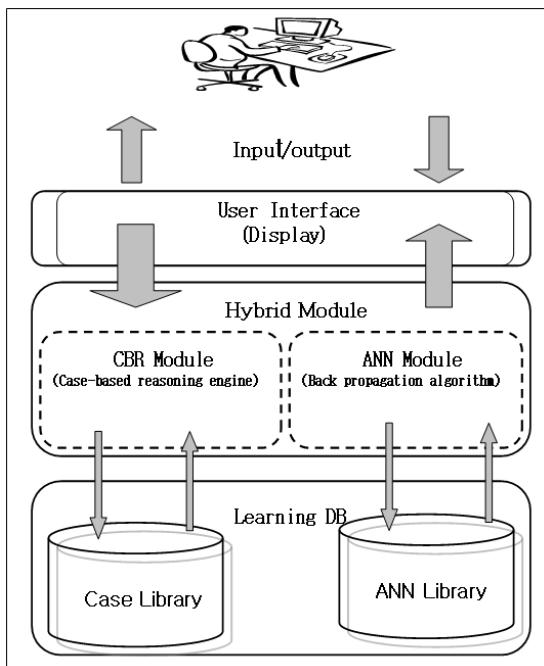 Input/output
User Interface
(Display)
Hybrid Module
CBR Module
(Case-based reasoning engine)
ANN Module
(Back propagation algorithm)
Learning DB
Case Library
ANN Library